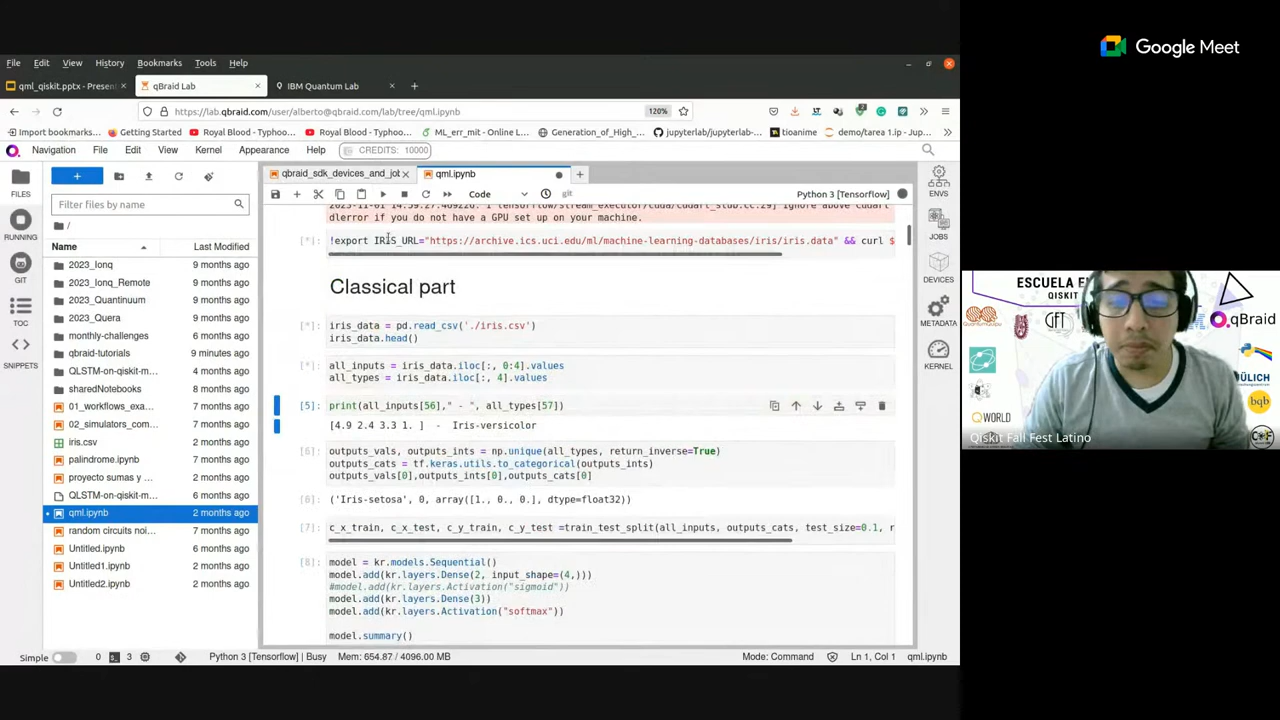 Google Meet
File Edit View History Bookmarks Tools Help
qml_qiskit.pptx - Presen
qBraid Lab
IBM Quantum Lab
https://lab.qbraid.com/user/alberto@qbraid.com/lab/tree/qml.ipynb
120%
Import bookmarks...
Getting Started
Royal Blood - Typhoo...
Royal Blood - Typhoo...
ML_err_mit - Online L...
Generation_of_High_...
jupyterlab/jupyterlab-...
tioanime
demo/tarea 1.ip - Jup...
Navigation File Edit View Kernel Appearance Help
CREDITS: 10000
FILES
RUNNING
GIT
TOC
SNIPPETS
Filter files by name
/
Name Last Modified
2023_Ionq 9 months ago
2023_Ionq_Remote 9 months ago
2023_Quantinuum 9 months ago
2023_Quera 9 months ago
monthly-challenges 8 months ago
qbraid-tutorials 9 minutes ago
QLSTM-on-qiskit-m... 4 months ago
sharedNotebooks 8 months ago
01_workflows_exa... 7 months ago
02_simulators_com... 7 months ago
iris.csv 2 months ago
palindrome.ipynb 7 months ago
proyecto sumas y ... 7 months ago
QLSTM-on-qiskit-m... 6 months ago
qml.ipynb 2 months ago
random circuits noi... 7 months ago
Untitled.ipynb 6 months ago
Untitled1.ipynb 7 months ago
Untitled2.ipynb 7 months ago
qbraid_sdk_devices_and_jot
qml.ipynb
Code
git
Python 3 [Tensorflow]
dlerror if you do not have a GPU set up on your machine.
[*]: !export IRIS_URL="https://archive.ics.uci.edu/ml/machine-learning-databases/iris/iris.data" && curl $
Classical part
[*]: iris_data = pd.read_csv('./iris.csv')
iris_data.head()
[*]: all_inputs = iris_data.iloc[:, 0:4].values
all_types = iris_data.iloc[:, 4].values
[5]: print(all_inputs[56]," - ", all_types[57])
[4.9 2.4 3.3 1. ] - Iris-versicolor
[6]: outputs_vals, outputs_ints = np.unique(all_types, return_inverse=True)
outputs_cats = tf.keras.utils.to_categorical(outputs_ints)
outputs_vals[0],outputs_ints[0],outputs_cats[0]
[6]: ('Iris-setosa', 0, array([1., 0., 0.], dtype=float32))
[7]: c_x_train, c_x_test, c_y_train, c_y_test =train_test_split(all_inputs, outputs_cats, test_size=0.1, r
[8]: model = kr.models.Sequential()
model.add(kr.layers.Dense(2, input_shape=(4,)))
#model.add(kr.layers.Activation("sigmoid"))
model.add(kr.layers.Dense(3))
model.add(kr.layers.Activation("softmax"))
model.summary()
ENVS
JOBS
DEVICES
METADATA
KERNEL
Simple 0 3 Python 3 [Tensorflow] | Busy Mem: 654.87 / 4096.00 MB Mode: Command Ln 1, Col 1 qml.ipynb
ESCUELA
QISKIT
qBraid
GFT
QWORLD
JÜLICH
bqb
Qiskit Fall Fest Latino